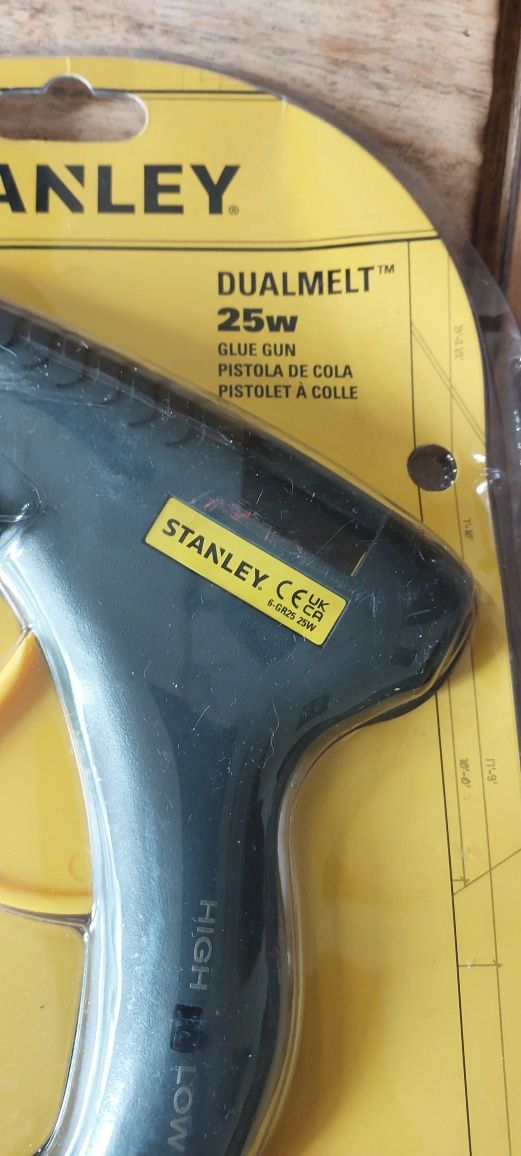 ANLEY®
DUALMELT™
25W
GLUE GUN
PISTOLA DE COLA
PISTOLET À COLLE
STANLEY® CE UK CA
6-GR25 25W
HIGH
LOW